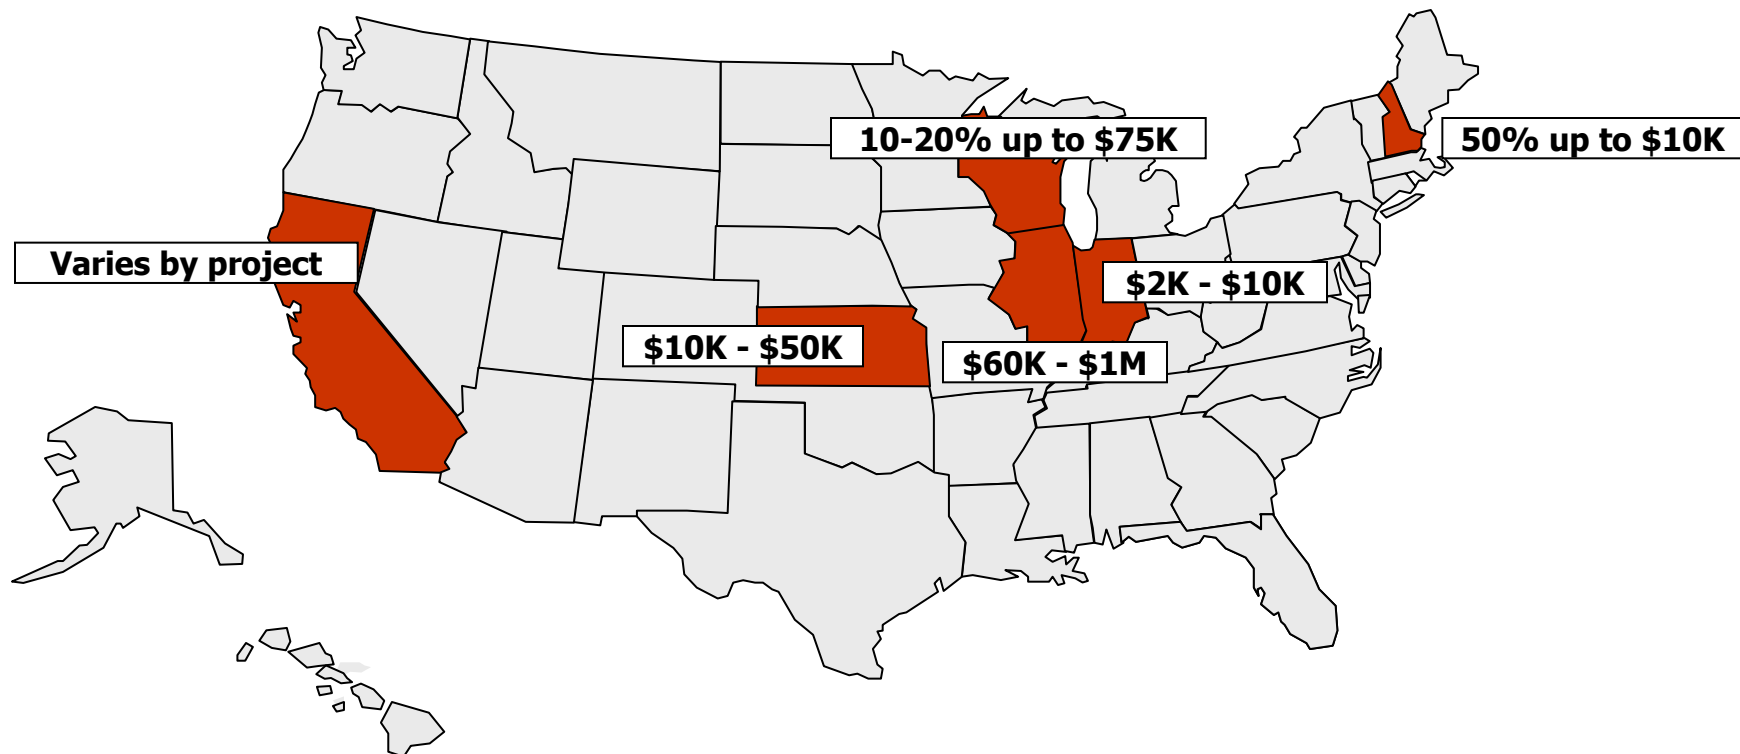 10-20% up to $75K
50% up to $10K
Varies by project
$2K - $10K
$10K - $50K
$60K - $1M